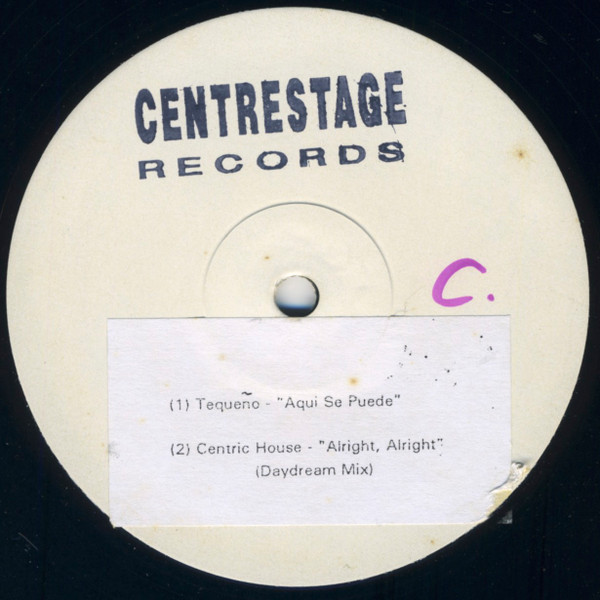 CENTRESTAGE
RECORDS
C.
(1) Tequeño - "Aqui Se Puede"
(2) Centric House - "Alright, Alright"
(Daydream Mix)